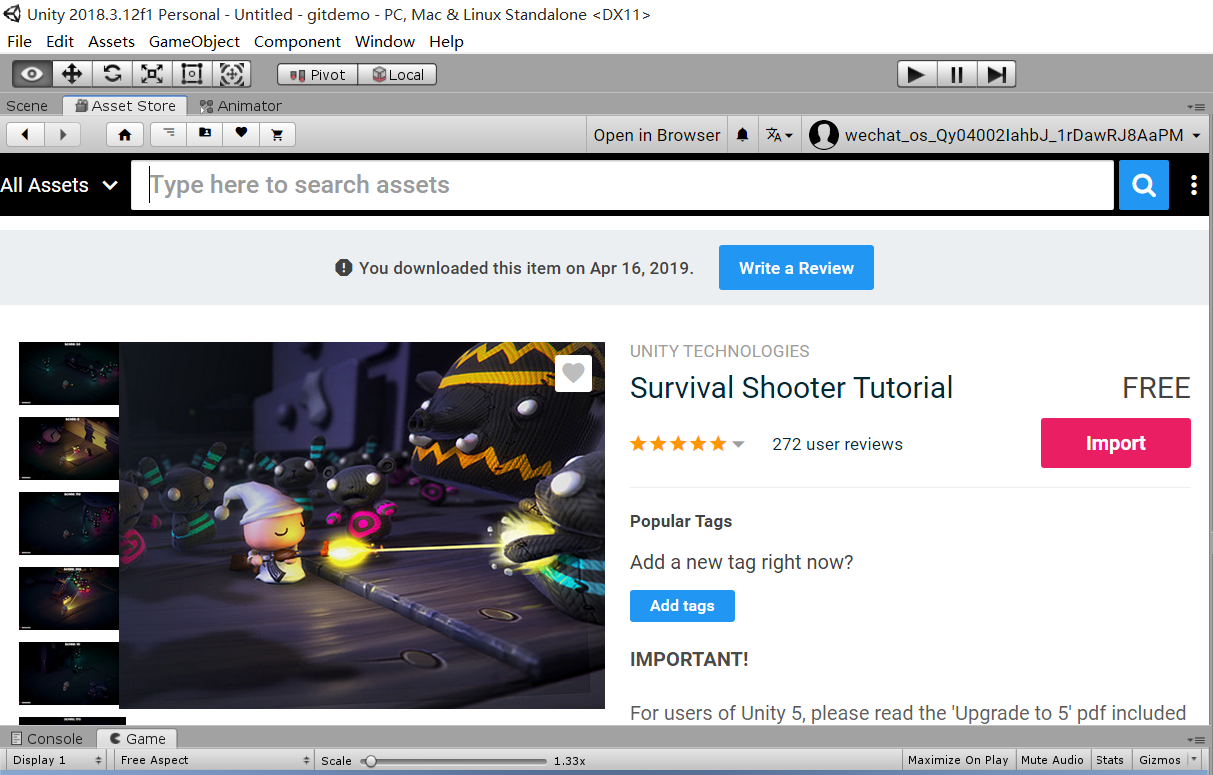 Unity 2018.3.12f1 Personal - Untitled - gitdemo - PC, Mac & Linux Standalone <DX11>
File Edit Assets GameObject Component Window Help
Pivot Local
Scene Asset Store Animator
Open in Browser wechat_os_Qy04002IahbJ_1rDawRJ8AaPM
All Assets Type here to search assets
You downloaded this item on Apr 16, 2019. Write a Review
UNITY TECHNOLOGIES
Survival Shooter Tutorial FREE
272 user reviews Import
Popular Tags
Add a new tag right now?
Add tags
IMPORTANT!
For users of Unity 5, please read the 'Upgrade to 5' pdf included
Console Game
Display 1 Free Aspect Scale 1.33x Maximize On Play Mute Audio Stats Gizmos